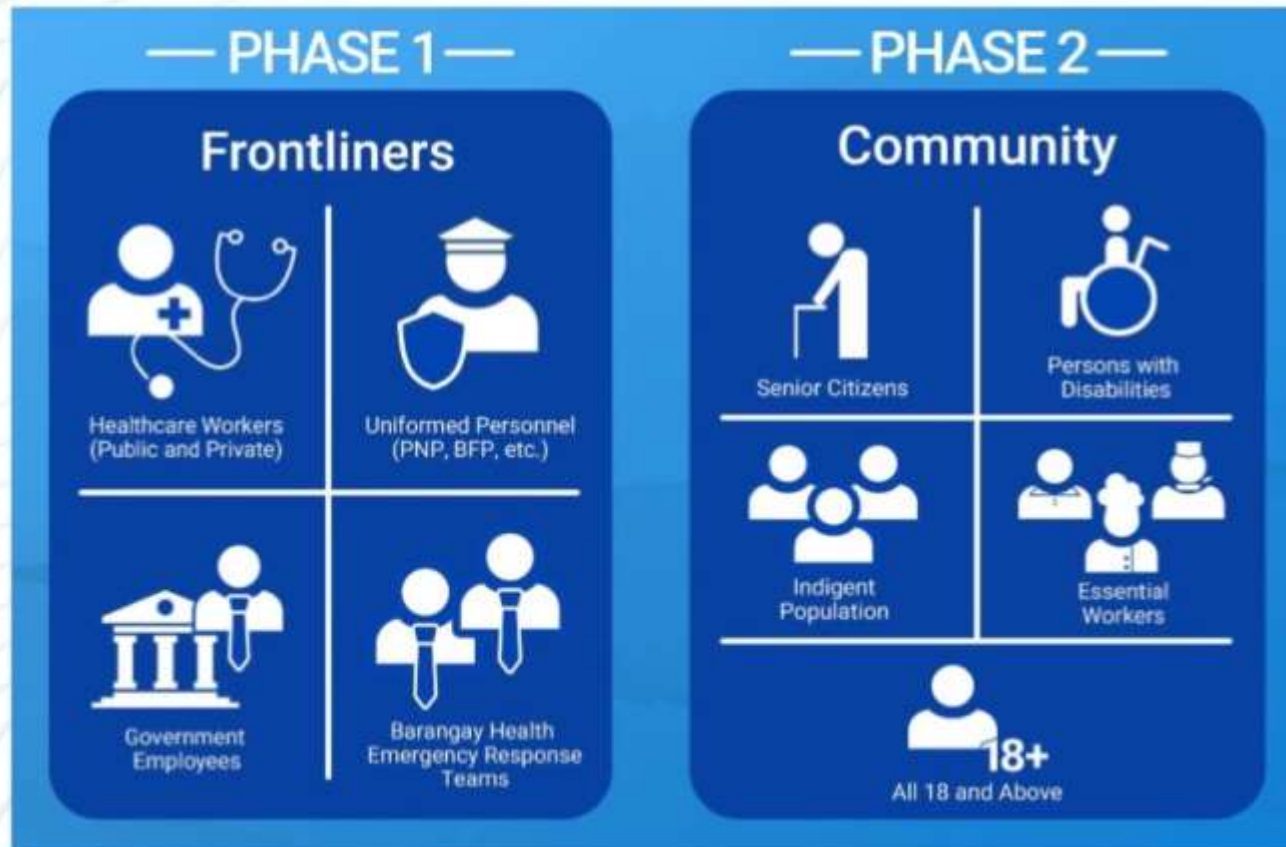 PHASE 1
Frontliners
Healthcare Workers
(Public and Private)
Uniformed Personnel
(PNP, BFP, etc.)
Government
Employees
Barangay Health
Emergency Response
Teams
PHASE 2
Community
Senior Citizens
Persons with
Disabilities
Indigent
Population
Essential
Workers
18+
All 18 and Above